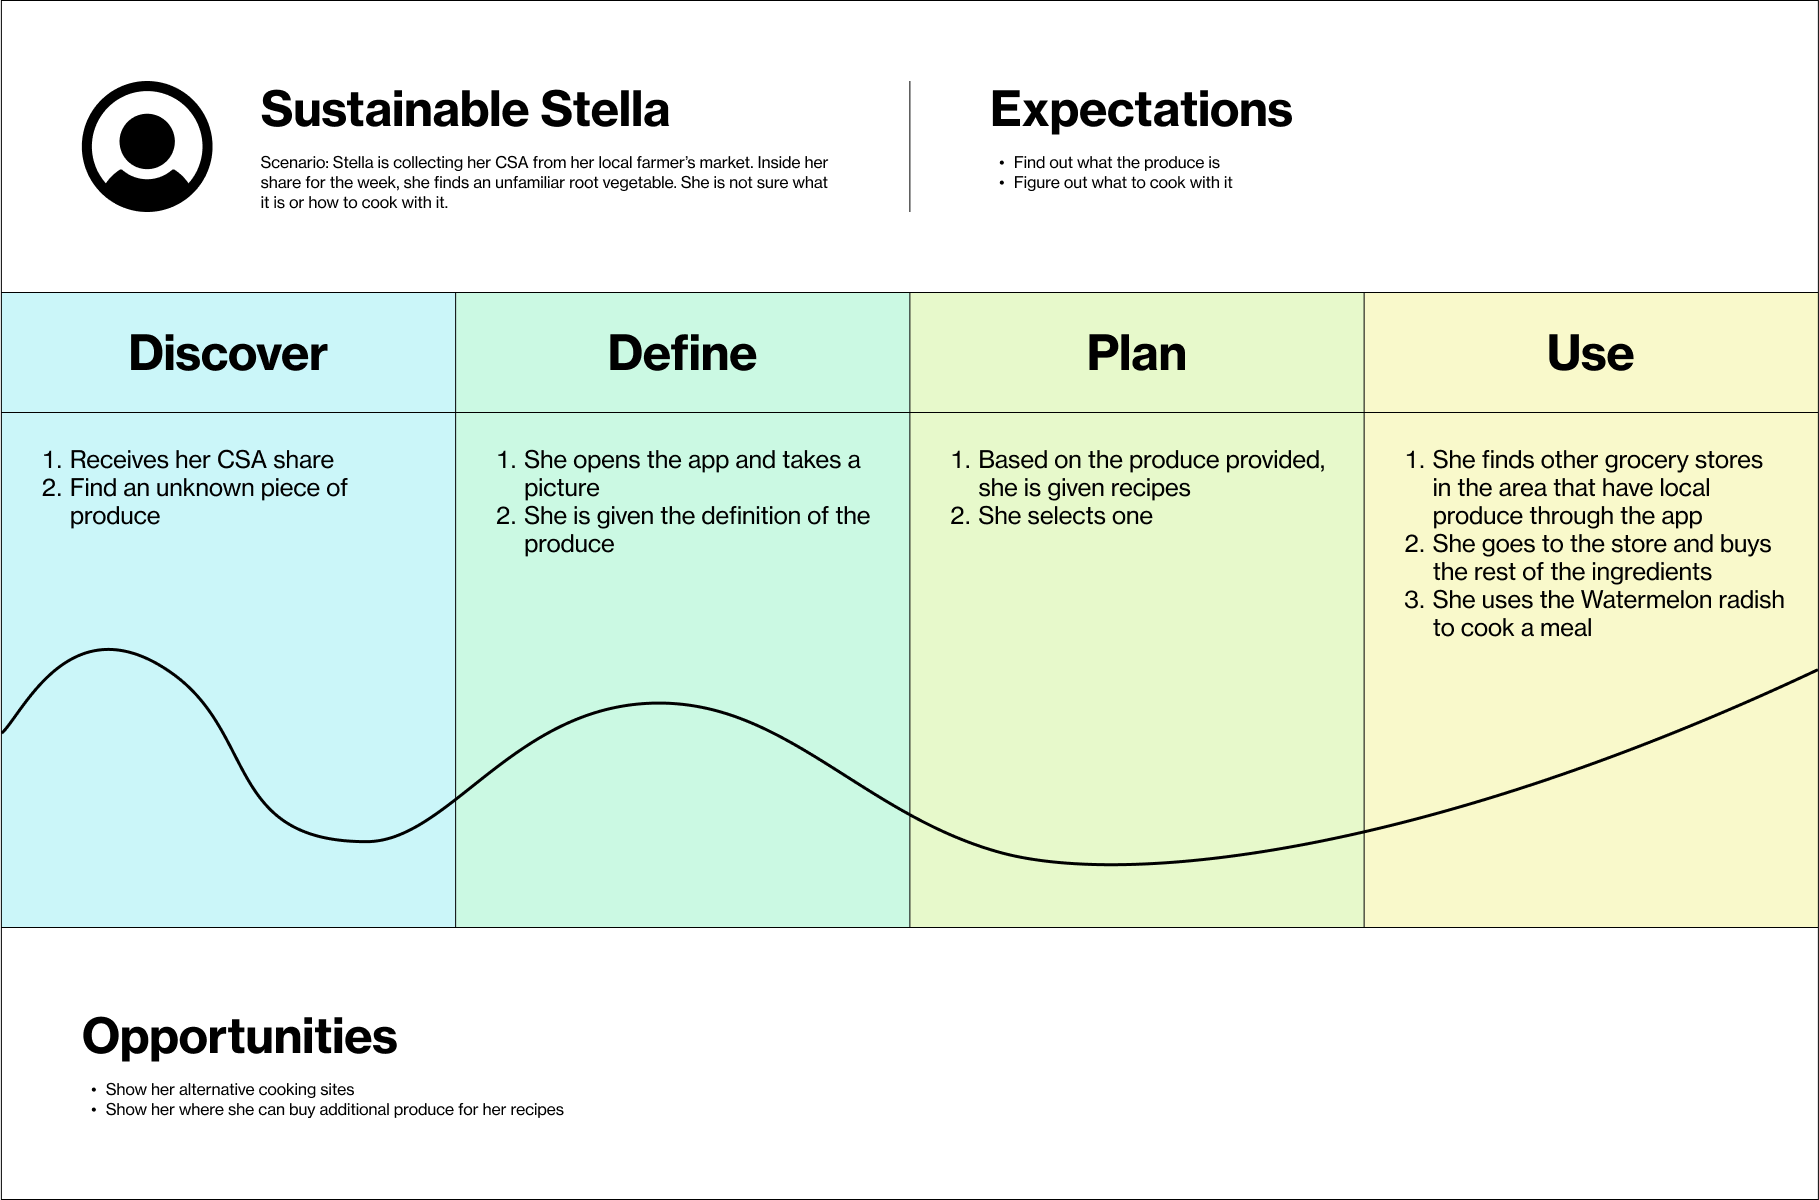 Sustainable Stella
Scenario: Stella is collecting her CSA from her local farmer’s market. Inside her
share for the week, she finds an unfamiliar root vegetable. She is not sure what
it is or how to cook with it.
Expectations
• Find out what the produce is
• Figure out what to cook with it
Discover
1. Receives her CSA share
2. Find an unknown piece of
produce
Define
1. She opens the app and takes a
picture
2. She is given the definition of the
produce
Plan
1. Based on the produce provided,
she is given recipes
2. She selects one
Use
1. She finds other grocery stores
in the area that have local
produce through the app
2. She goes to the store and buys
the rest of the ingredients
3. She uses the Watermelon radish
to cook a meal
Opportunities
• Show her alternative cooking sites
• Show her where she can buy additional produce for her recipes